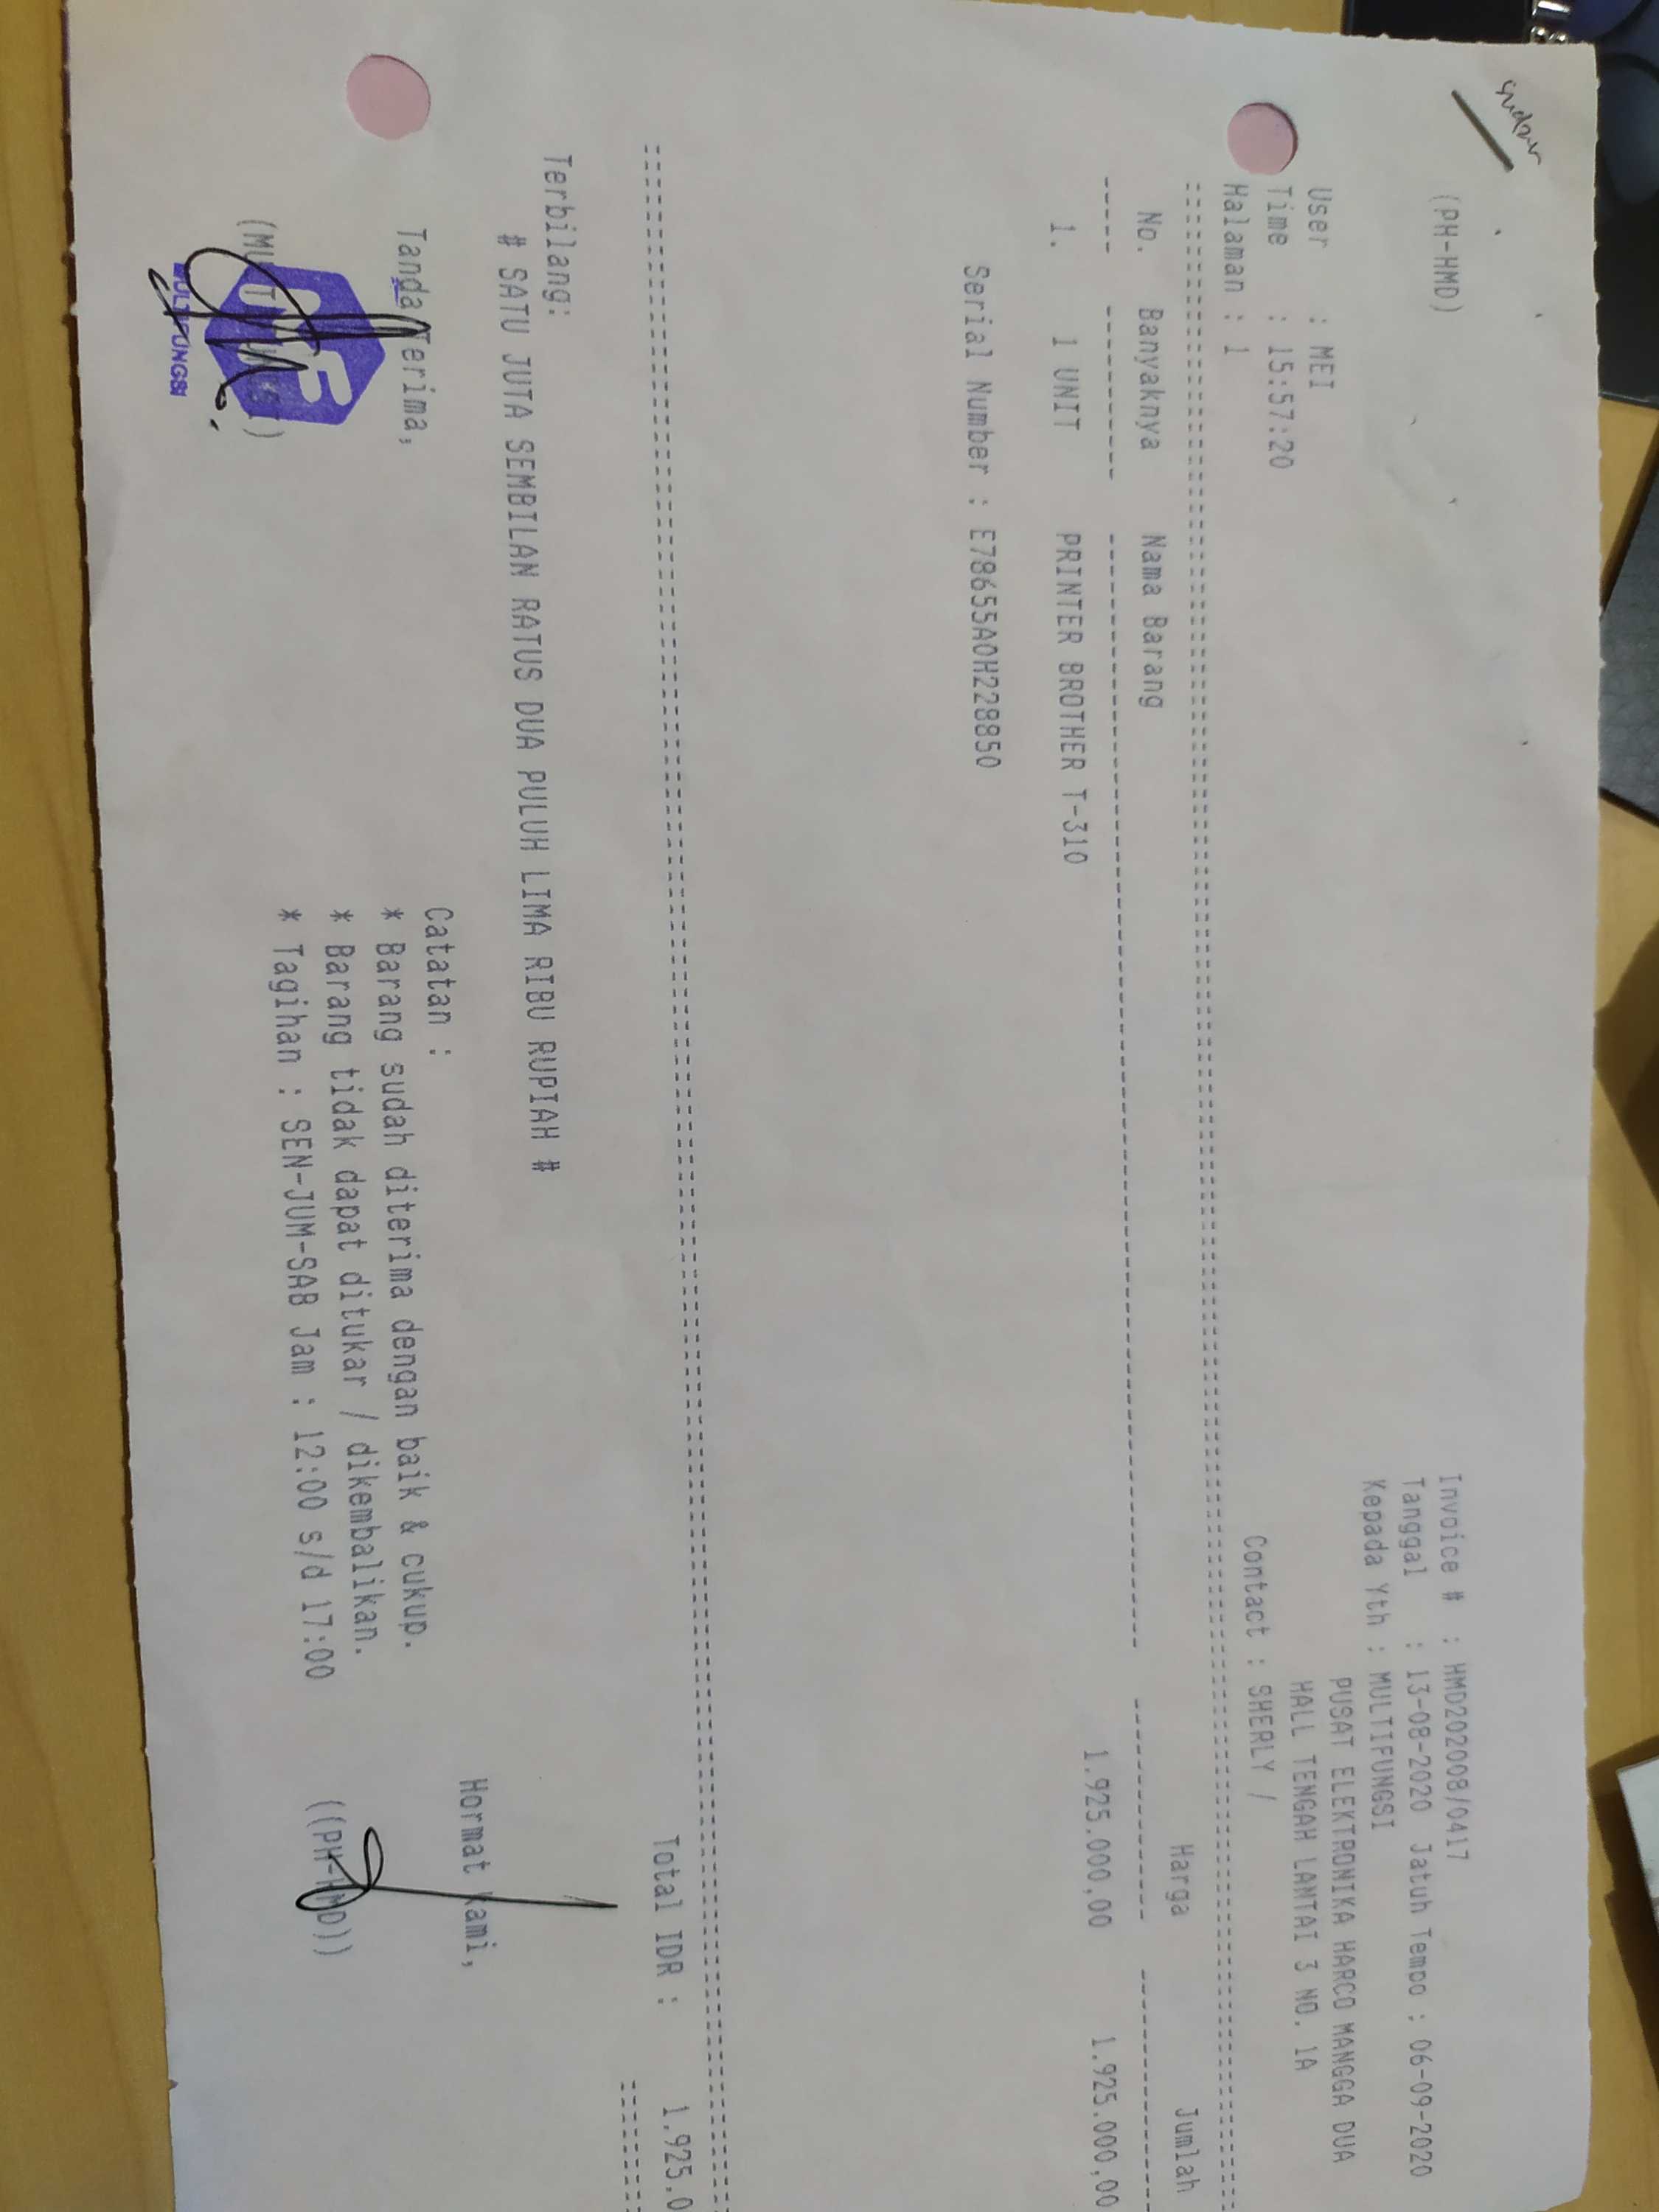 (PH-HMD)
Invoice # : HMD202008/0417
Tanggal : 13-08-2020 Jatuh Tempo : 06-09-2020
Kepada Yth : MULTIFUNGSI
PUSAT ELEKTRONIKA HARCO MANGGA DUA
HALL TENGAH LANTAI 3 NO. 1A
Contact : SHERLY /
User : MEI
Time : 15:57:20
Halaman : 1
No. Banyaknya Nama Barang Harga Jumlah
1. 1 UNIT PRINTER BROTHER T-310 1.925.000,00 1.925.000,00
Serial Number : E78655A0H228850
Total IDR : 1.925.0
Terbilang:
# SATU JUTA SEMBILAN RATUS DUA PULUH LIMA RIBU RUPIAH #
Tanda Terima,
Catatan :
* Barang sudah diterima dengan baik & cukup.
* Barang tidak dapat ditukar / dikembalikan.
* Tagihan : SEN-JUM-SAB Jam : 12:00 s/d 17:00
Hormat Kami,
((PH-HMD))
MULTIFUNGSI